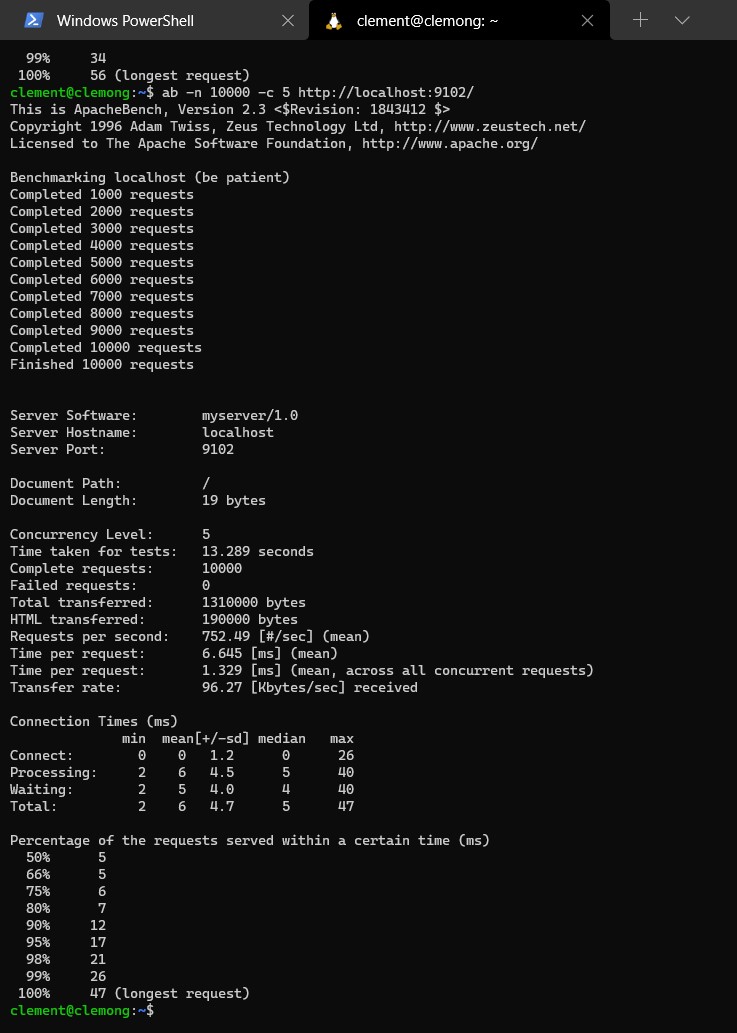 Windows PowerShell
clement@clemong: ~
99% 34
100% 56 (longest request)
clement@clemong:~$ ab -n 10000 -c 5 http://localhost:9102/
This is ApacheBench, Version 2.3 <$Revision: 1843412 $>
Copyright 1996 Adam Twiss, Zeus Technology Ltd, http://www.zeustech.net/
Licensed to The Apache Software Foundation, http://www.apache.org/

Benchmarking localhost (be patient)
Completed 1000 requests
Completed 2000 requests
Completed 3000 requests
Completed 4000 requests
Completed 5000 requests
Completed 6000 requests
Completed 7000 requests
Completed 8000 requests
Completed 9000 requests
Completed 10000 requests
Finished 10000 requests

Server Software: myserver/1.0
Server Hostname: localhost
Server Port: 9102

Document Path: /
Document Length: 19 bytes

Concurrency Level: 5
Time taken for tests: 13.289 seconds
Complete requests: 10000
Failed requests: 0
Total transferred: 1310000 bytes
HTML transferred: 190000 bytes
Requests per second: 752.49 [#/sec] (mean)
Time per request: 6.645 [ms] (mean)
Time per request: 1.329 [ms] (mean, across all concurrent requests)
Transfer rate: 96.27 [Kbytes/sec] received

Connection Times (ms)
min mean[+/-sd] median max
Connect: 0 0 1.2 0 26
Processing: 2 6 4.5 5 40
Waiting: 2 5 4.0 4 40
Total: 2 6 4.7 5 47

Percentage of the requests served within a certain time (ms)
50% 5
66% 5
75% 6
80% 7
90% 12
95% 17
98% 21
99% 26
100% 47 (longest request)
clement@clemong:~$